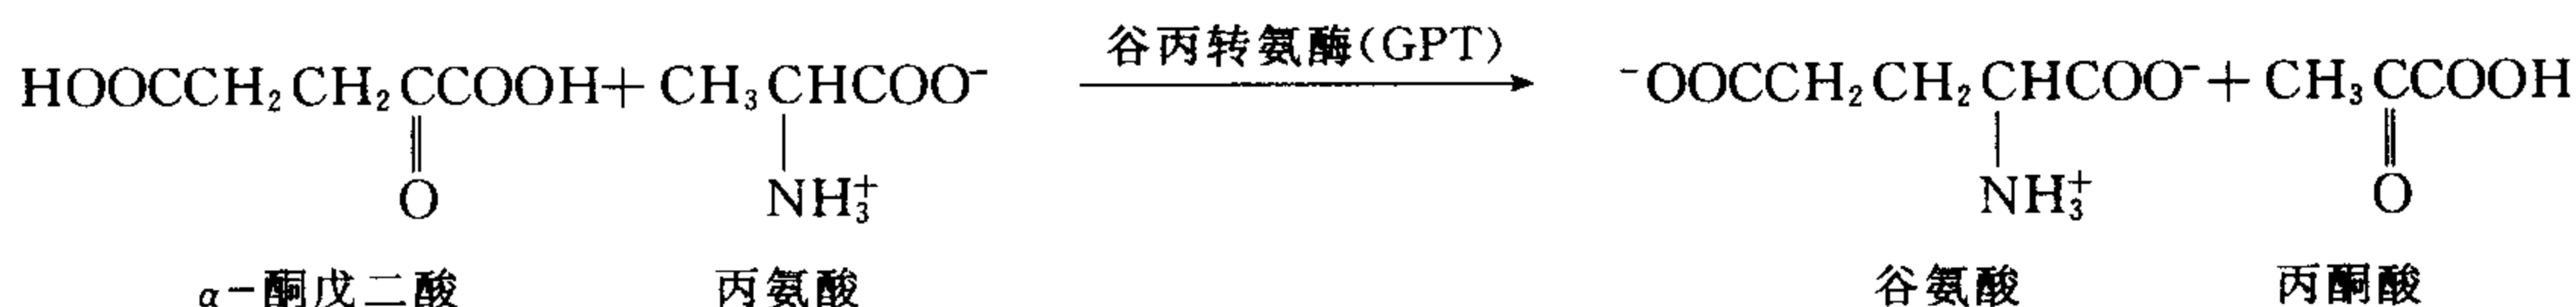 谷丙转氨酶(GPT)
HOOCCH₂CH₂CCOOH+ CH₃CHCOO⁻ ⟶ ⁻OOCCH₂CH₂CHCOO⁻+ CH₃CCOOH
O NH₃⁺ NH₃⁺ O
α-酮戊二酸 丙氨酸 谷氨酸 丙酮酸